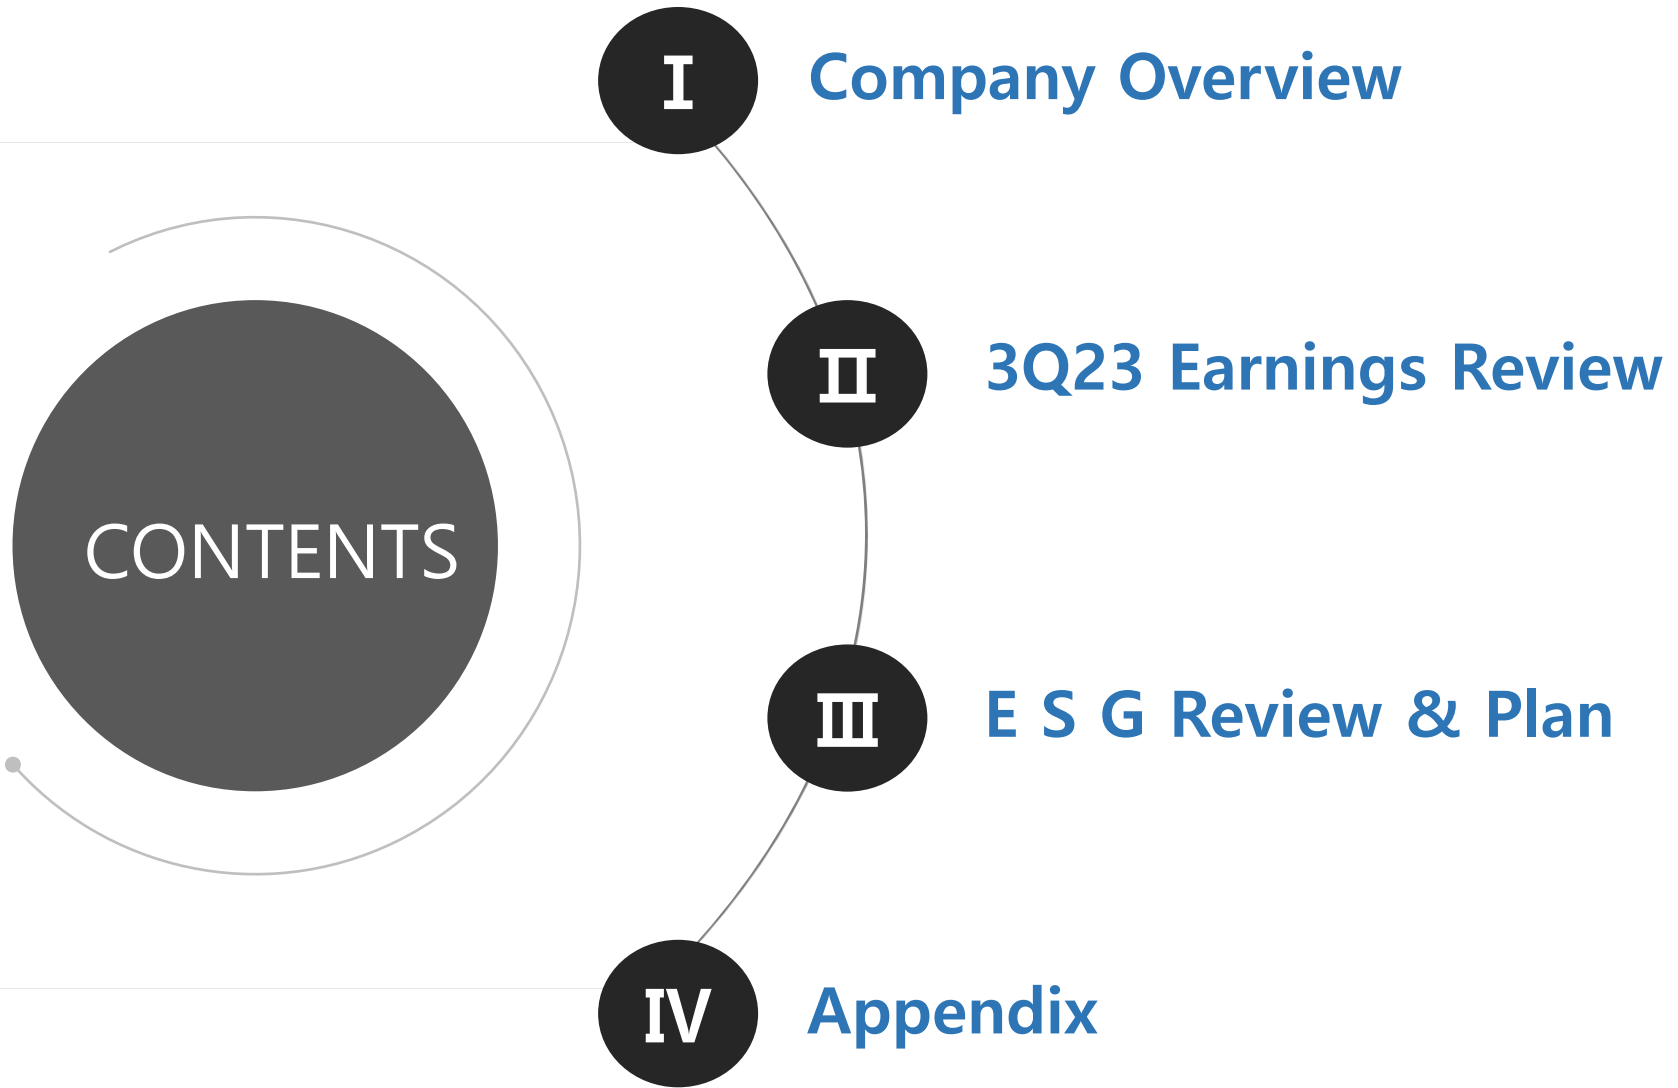 CONTENTS
Ⅰ Company Overview
Ⅱ 3Q23 Earnings Review
Ⅲ E S G Review & Plan
Ⅳ Appendix